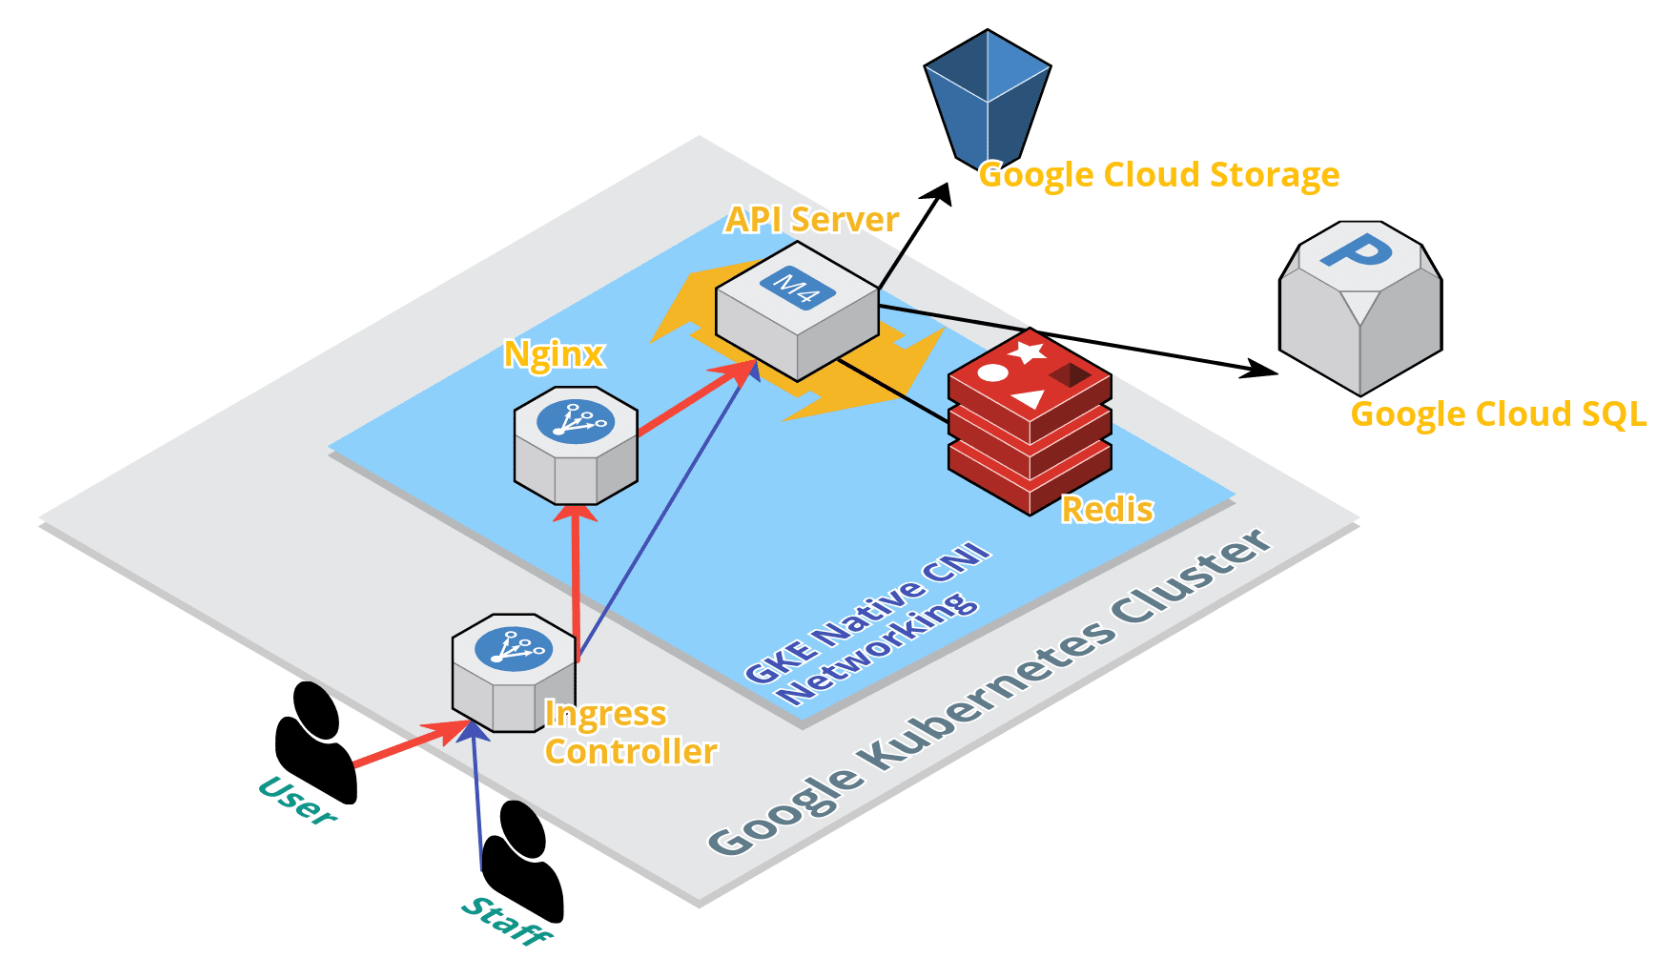 Google Cloud Storage
API Server
M4
P
Nginx
Google Cloud SQL
Redis
GKE Native CNI
Networking
Google Kubernetes Cluster
Ingress
Controller
User
Staff